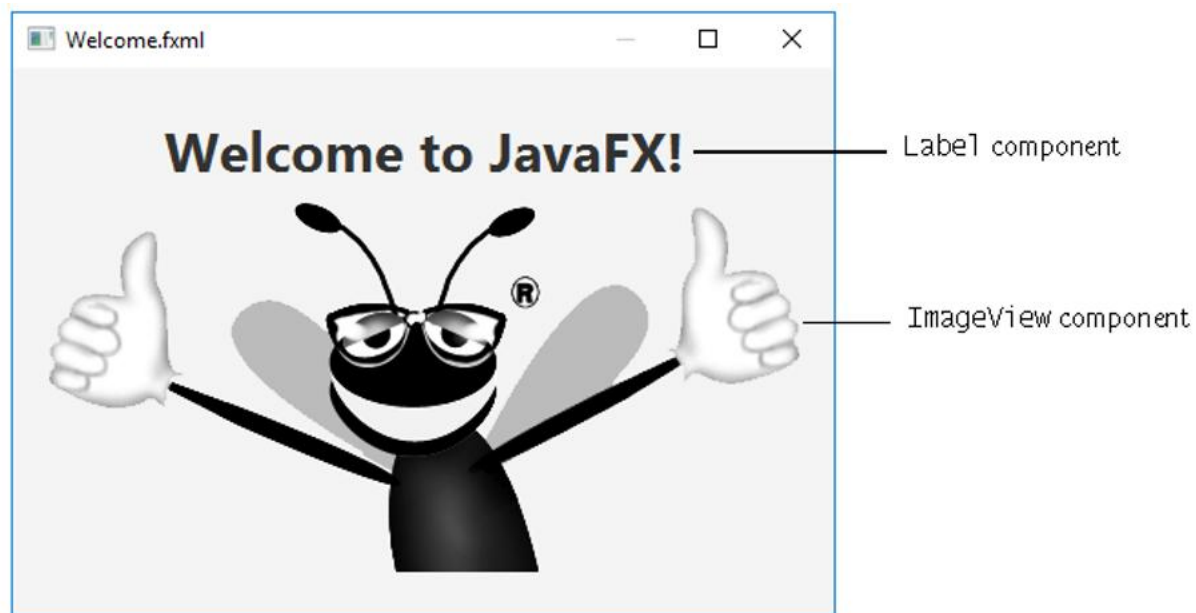 Welcome.fxml
Welcome to JavaFX!
Label component
®
ImageView component